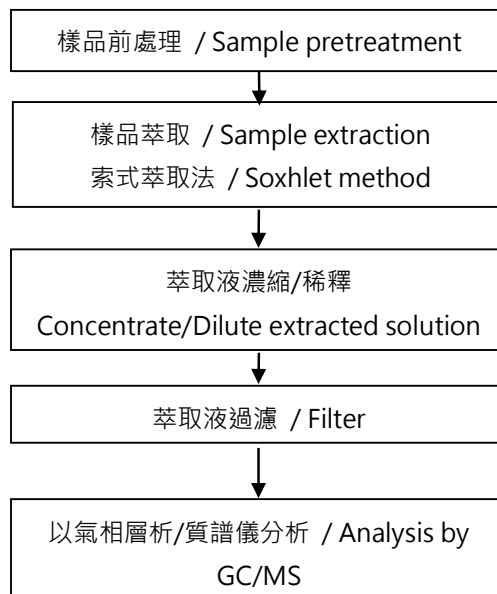 樣品前處理 / Sample pretreatment
樣品萃取 / Sample extraction
索式萃取法 / Soxhlet method
萃取液濃縮/稀釋
Concentrate/Dilute extracted solution
萃取液過濾 / Filter
以氣相層析/質譜儀分析 / Analysis by
GC/MS